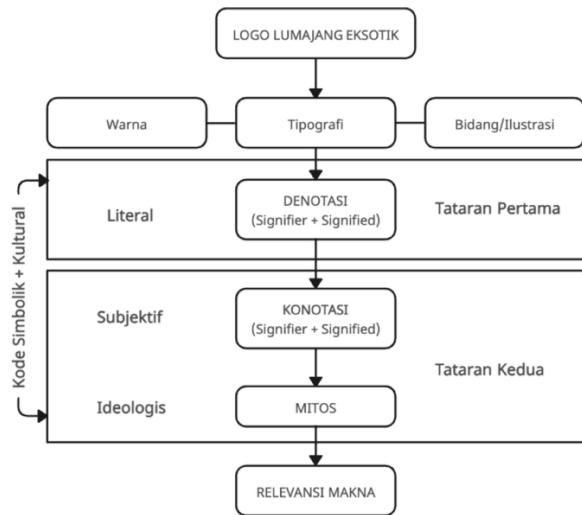 LOGO LUMAJANG EKSOTIK
Warna
Tipografi
Bidang/Ilustrasi
Kode Simbolik + Kultural
Literal
DENOTASI
(Signifier + Signified)
Tataran Pertama
Subjektif
KONOTASI
(Signifier + Signified)
Tataran Kedua
Ideologis
MITOS
RELEVANSI MAKNA